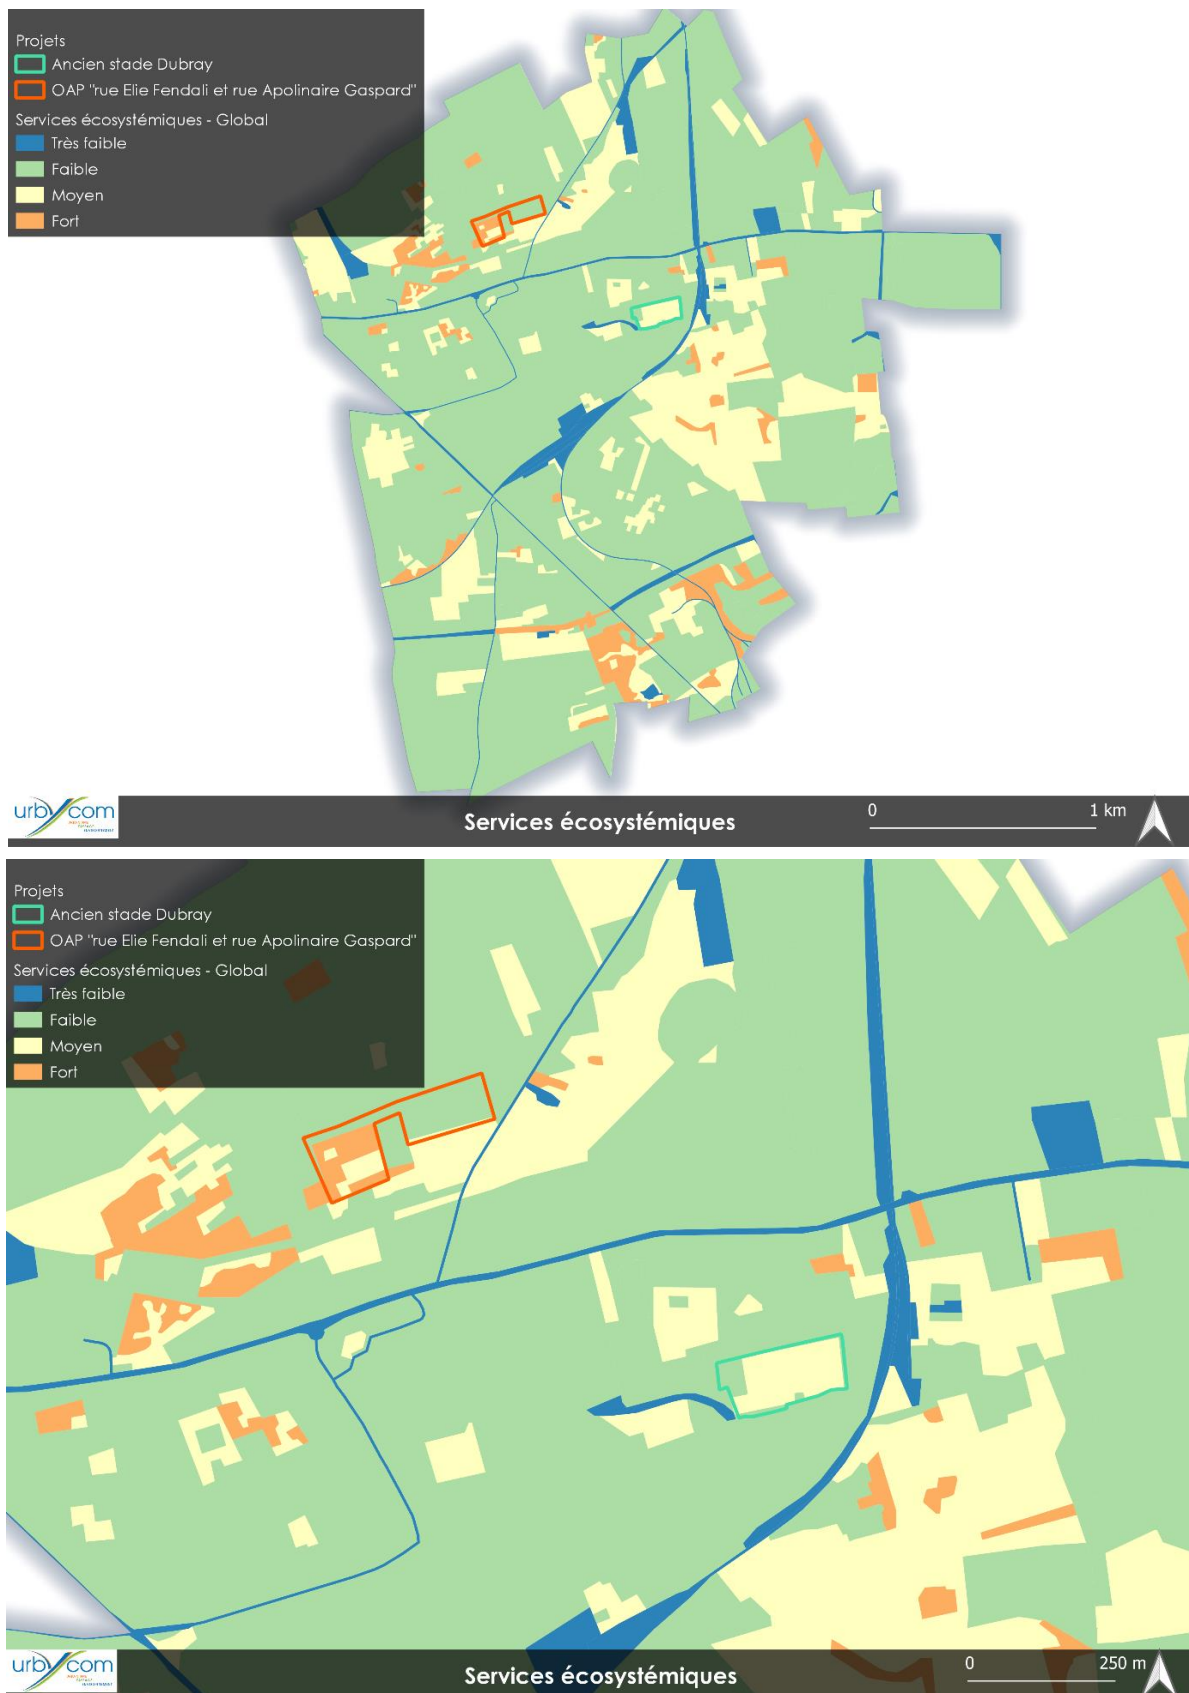 Projets
Ancien stade Dubray
OAP "rue Elie Fendali et rue Apolinaire Gaspard"
Services écosystémiques - Global
Très faible
Faible
Moyen
Fort
urbycom
Services écosystémiques
0 1 km
Projets
Ancien stade Dubray
OAP "rue Elie Fendali et rue Apolinaire Gaspard"
Services écosystémiques - Global
Très faible
Faible
Moyen
Fort
urbycom
Services écosystémiques
0 250 m